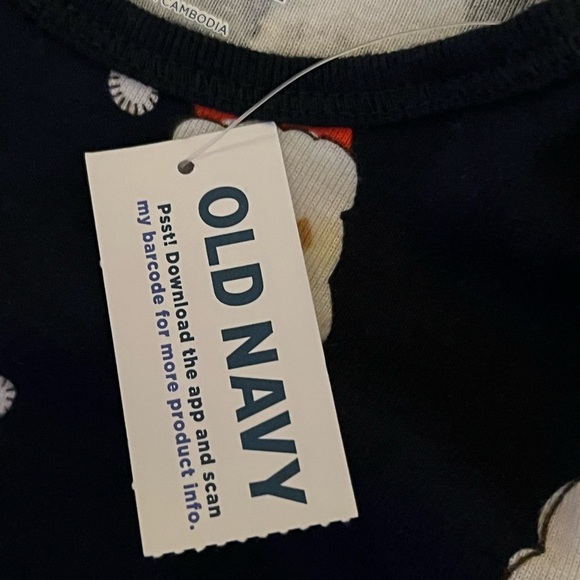 CAMBODIA
OLD NAVY
Psst! Download the app and scan
my barcode for more product info.